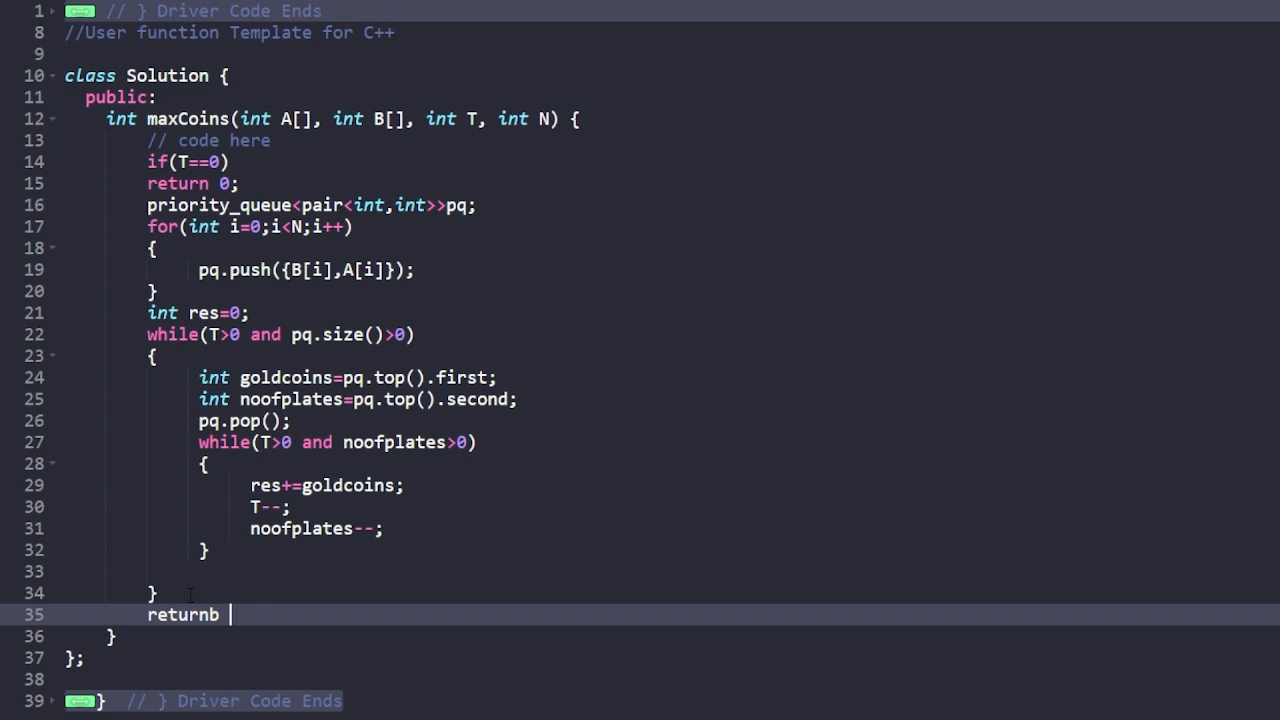 1 // } Driver Code Ends
8 //User function Template for C++
9
10 class Solution {
11 public:
12 int maxCoins(int A[], int B[], int T, int N) {
13 // code here
14 if(T==0)
15 return 0;
16 priority_queue<pair<int,int>>pq;
17 for(int i=0;i<N;i++)
18 {
19 pq.push({B[i],A[i]});
20 }
21 int res=0;
22 while(T>0 and pq.size()>0)
23 {
24 int goldcoins=pq.top().first;
25 int noofplates=pq.top().second;
26 pq.pop();
27 while(T>0 and noofplates>0)
28 {
29 res+=goldcoins;
30 T--;
31 noofplates--;
32 }
33
34 }
35 returnb
36 }
37 };
38
39 } // } Driver Code Ends